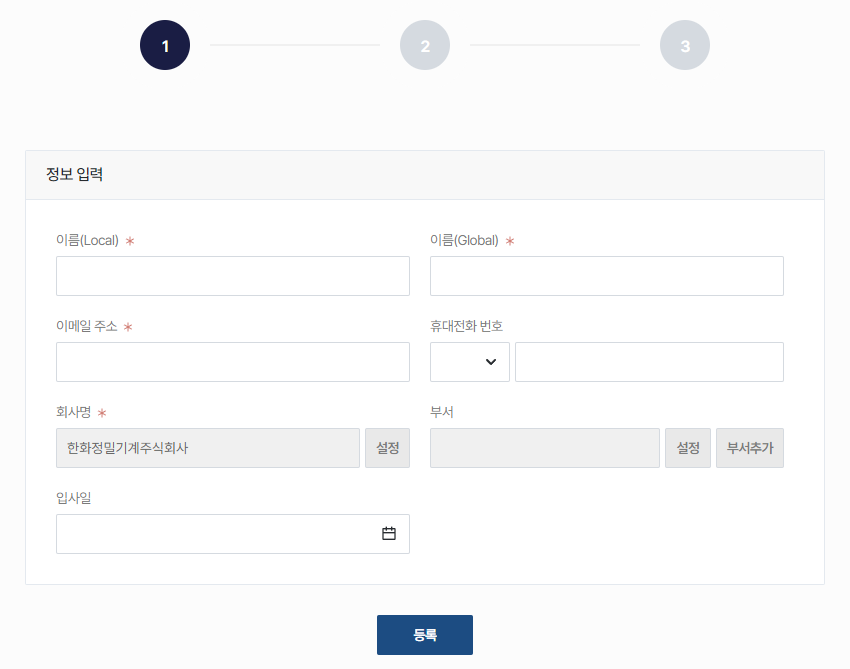 1 2 3
정보 입력
이름(Local) * 이름(Global) *
이메일 주소 * 휴대전화 번호
회사명 * 부서
한화정밀기계주식회사 설정 설정 부서추가
입사일
등록